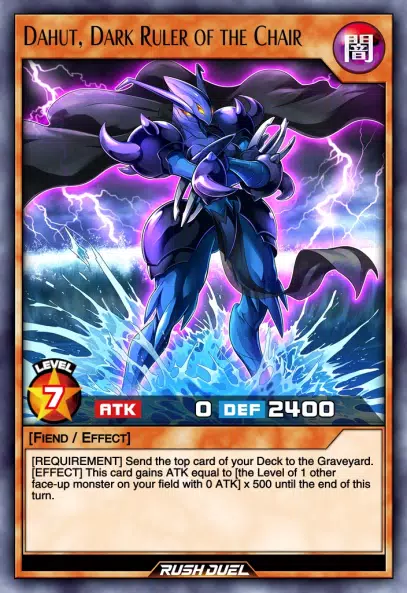 Dahut, Dark Ruler of the Chair
闇
LEVEL
7
ATK 0 DEF 2400
[Fiend / Effect]
[REQUIREMENT] Send the top card of your Deck to the Graveyard.
[EFFECT] This card gains ATK equal to [the Level of 1 other
face-up monster on your field with 0 ATK] x 500 until the end of this
turn.
RUSH DUEL